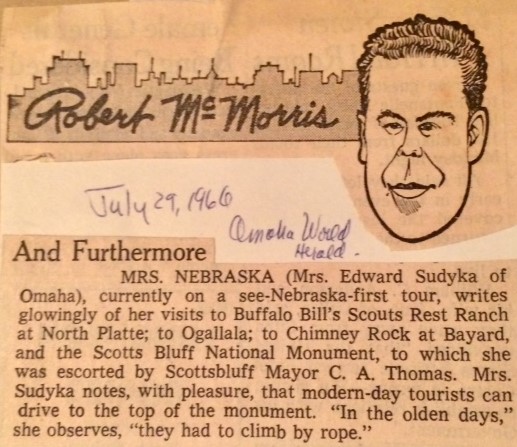 Robert McMorris
July 29, 1966
Omaha World
Herald.
And Furthermore
MRS. NEBRASKA (Mrs. Edward Sudyka of
Omaha), currently on a see-Nebraska-first tour, writes
glowingly of her visits to Buffalo Bill's Scouts Rest Ranch
at North Platte; to Ogallala; to Chimney Rock at Bayard,
and the Scotts Bluff National Monument, to which she
was escorted by Scottsbluff Mayor C. A. Thomas. Mrs.
Sudyka notes, with pleasure, that modern-day tourists can
drive to the top of the monument. "In the olden days,"
she observes, "they had to climb by rope."